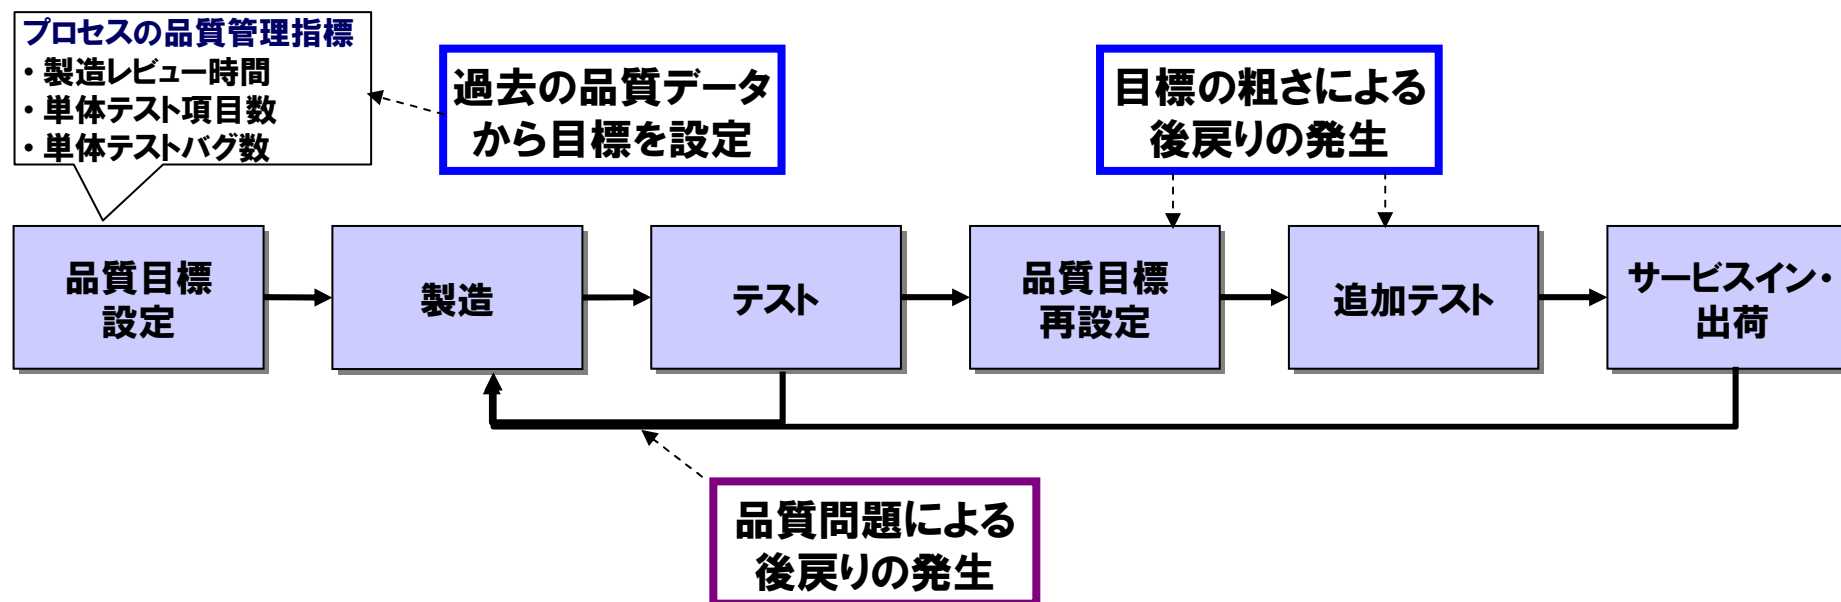 プロセスの品質管理指標
・製造レビュー時間
・単体テスト項目数
・単体テストバグ数
過去の品質データ
から目標を設定
目標の粗さによる
後戻りの発生
品質目標
設定
製造
テスト
品質目標
再設定
追加テスト
サービスイン・
出荷
品質問題による
後戻りの発生